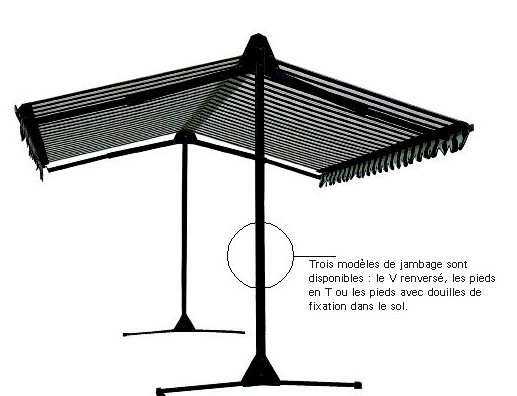 Trois modèles de jambage sont
disponibles : le V renversé, les pieds
en T ou les pieds avec douilles de
fixation dans le sol.